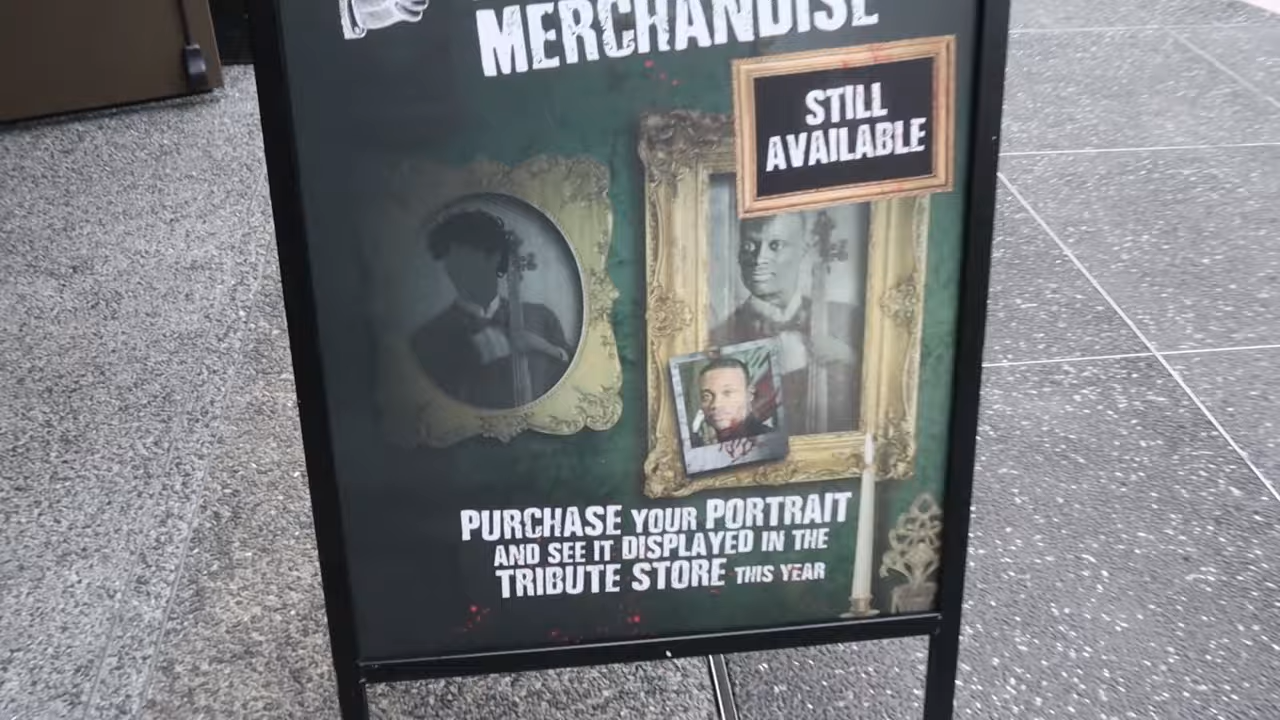 MERCHANDISE
STILL
AVAILABLE
PURCHASE YOUR PORTRAIT
AND SEE IT DISPLAYED IN THE
TRIBUTE STORE THIS YEAR